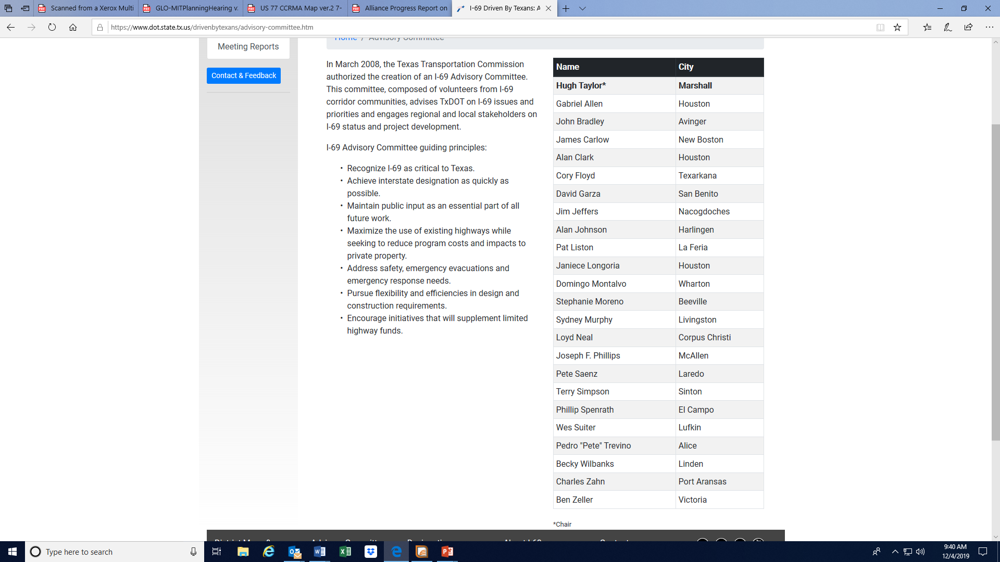 Scanned from a Xerox Multi
GLO-MITPlanningHearing v.
US 77 CCRMA Map ver.2 7-
Alliance Progress Report on
I-69 Driven By Texans: A
https://www.dot.state.tx.us/drivenbytexans/advisory-committee.htm
Home / Advisory Committee
Meeting Reports
Contact & Feedback
In March 2008, the Texas Transportation Commission
authorized the creation of an I-69 Advisory Committee.
This committee, composed of volunteers from I-69
corridor communities, advises TxDOT on I-69 issues and
priorities and engages regional and local stakeholders on
I-69 status and project development.
I-69 Advisory Committee guiding principles:
• Recognize I-69 as critical to Texas.
• Achieve interstate designation as quickly as
possible.
• Maintain public input as an essential part of all
future work.
• Maximize the use of existing highways while
seeking to reduce program costs and impacts to
private property.
• Address safety, emergency evacuations and
emergency response needs.
• Pursue flexibility and efficiencies in design and
construction requirements.
• Encourage initiatives that will supplement limited
highway funds.
Name City
Hugh Taylor* Marshall
Gabriel Allen Houston
John Bradley Avinger
James Carlow New Boston
Alan Clark Houston
Cory Floyd Texarkana
David Garza San Benito
Jim Jeffers Nacogdoches
Alan Johnson Harlingen
Pat Liston La Feria
Janiece Longoria Houston
Domingo Montalvo Wharton
Stephanie Moreno Beeville
Sydney Murphy Livingston
Loyd Neal Corpus Christi
Joseph F. Phillips McAllen
Pete Saenz Laredo
Terry Simpson Sinton
Phillip Spenrath El Campo
Wes Suiter Lufkin
Pedro "Pete" Trevino Alice
Becky Wilbanks Linden
Charles Zahn Port Aransas
Ben Zeller Victoria
*Chair
Type here to search
9:40 AM
12/4/2019